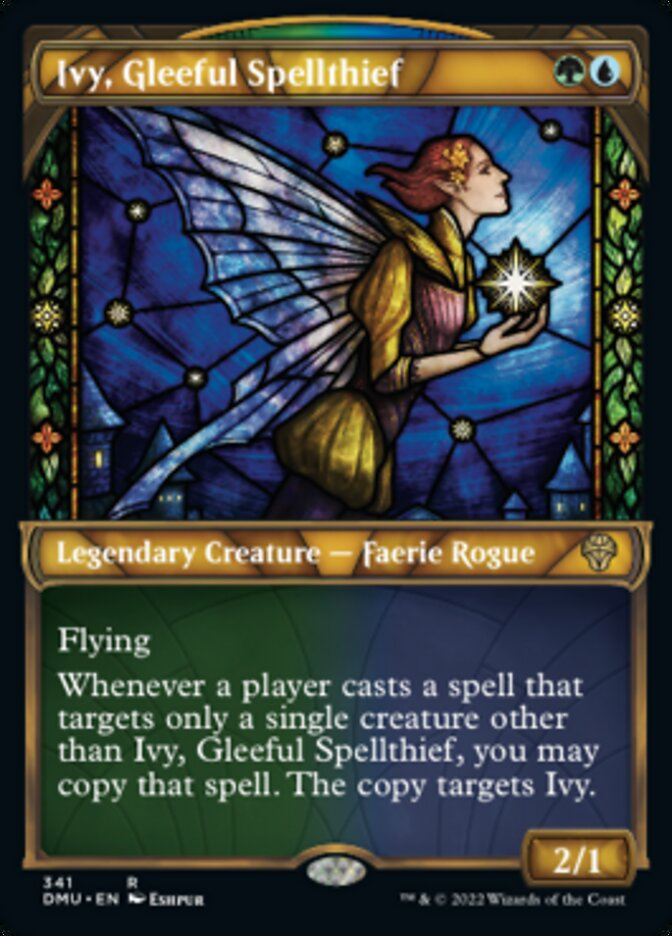 Ivy, Gleeful Spellthief
Legendary Creature — Faerie Rogue
Flying
Whenever a player casts a spell that
targets only a single creature other
than Ivy, Gleeful Spellthief, you may
copy that spell. The copy targets Ivy.
2/1
341 R
DMU • EN Eshpur
™ & © 2022 Wizards of the Coast